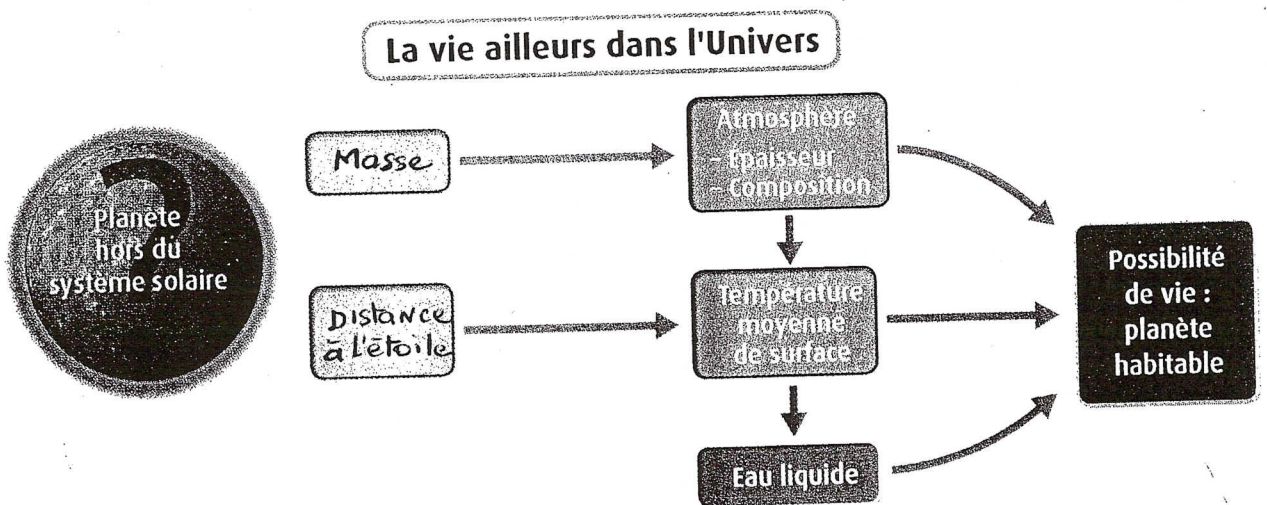 La vie ailleurs dans l'Univers
?
Planète
hors du
système solaire
Masse
Distance
à l'étoile
Atmosphère
- Épaisseur
- Composition
Température
moyenne
de surface
Eau liquide
Possibilité
de vie :
planète
habitable